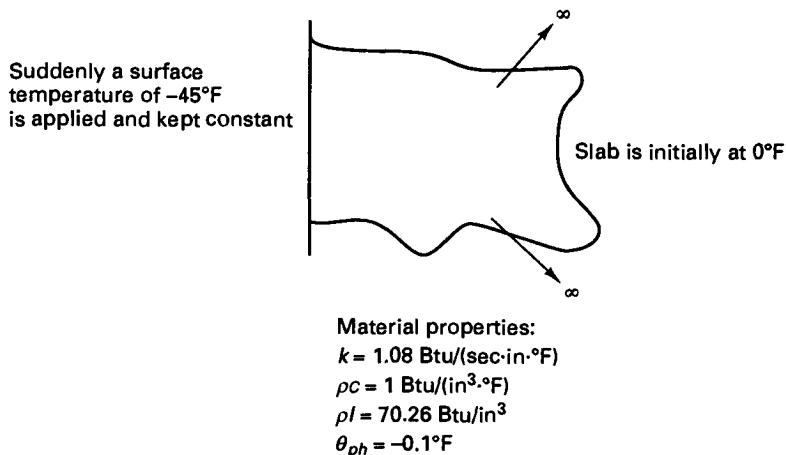 ∞
Suddenly a surface
temperature of –45°F
is applied and kept constant
Slab is initially at 0°F
∞
Material properties:
k = 1.08 Btu/(sec·in·°F)
ρc = 1 Btu/(in³·°F)
ρl = 70.26 Btu/in³
θph = –0.1°F